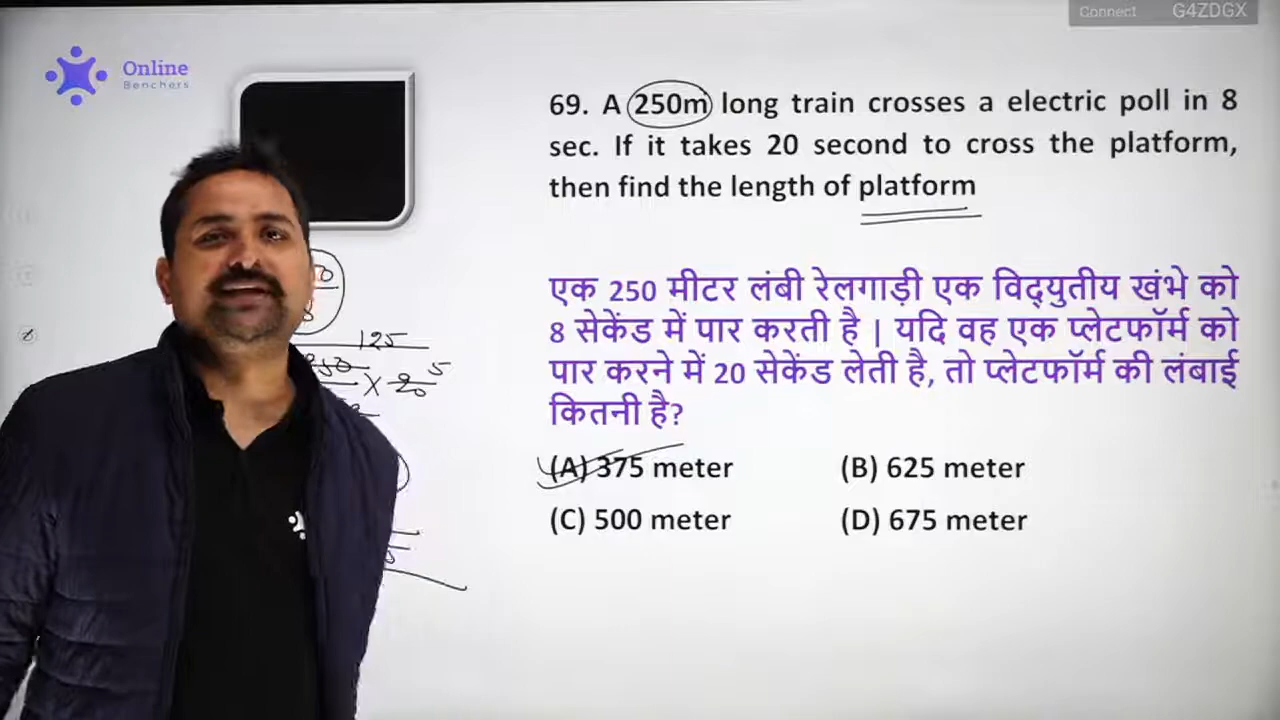 Connect G4ZDGX
Online
Benchers
69. A 250m long train crosses a electric poll in 8
sec. If it takes 20 second to cross the platform,
then find the length of platform
एक 250 मीटर लंबी रेलगाड़ी एक विद्युतीय खंभे को
8 सेकेंड में पार करती है | यदि वह एक प्लेटफॉर्म को
पार करने में 20 सेकेंड लेती है, तो प्लेटफॉर्म की लंबाई
कितनी है?
(A) 375 meter (B) 625 meter
(C) 500 meter (D) 675 meter
125
5
X 20